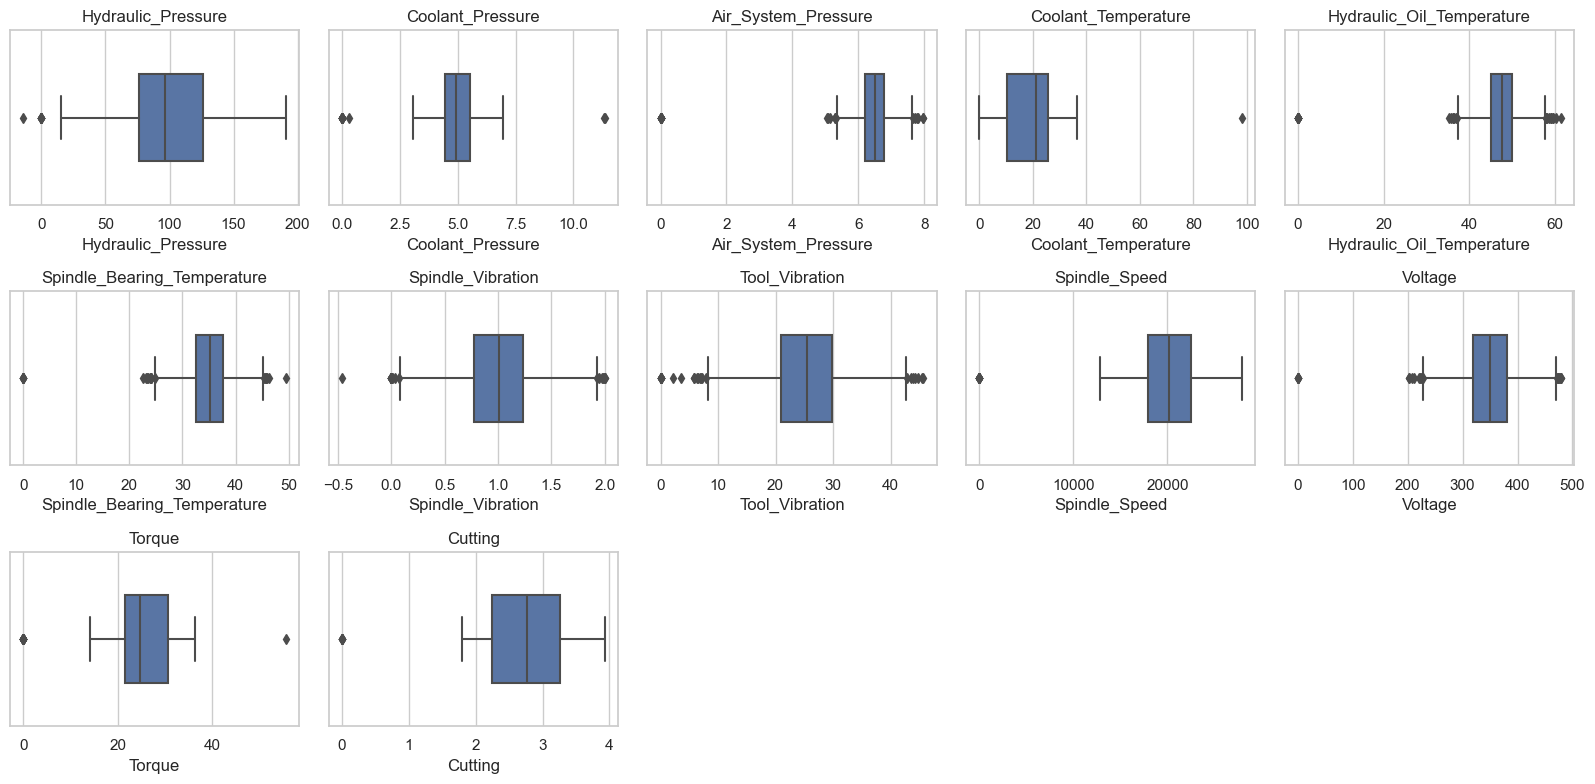 Hydraulic_Pressure Coolant_Pressure Air_System_Pressure Coolant_Temperature Hydraulic_Oil_Temperature
0 50 100 150 200 0.0 2.5 5.0 7.5 10.0 0 2 4 6 8 0 20 40 60 80 100 0 20 40 60
Hydraulic_Pressure Coolant_Pressure Air_System_Pressure Coolant_Temperature Hydraulic_Oil_Temperature
Spindle_Bearing_Temperature Spindle_Vibration Tool_Vibration Spindle_Speed Voltage
0 10 20 30 40 50 −0.5 0.0 0.5 1.0 1.5 2.0 0 10 20 30 40 0 10000 20000 0 100 200 300 400 500
Spindle_Bearing_Temperature Spindle_Vibration Tool_Vibration Spindle_Speed Voltage
Torque Cutting
0 20 40 0 1 2 3 4
Torque Cutting